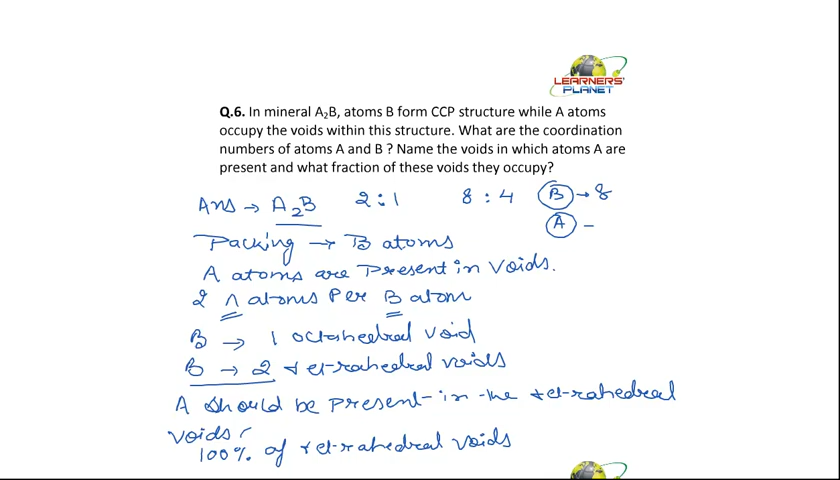 LEARNERS'
PLANET
Q.6. In mineral A₂B, atoms B form CCP structure while A atoms
occupy the voids within this structure. What are the coordination
numbers of atoms A and B ? Name the voids in which atoms A are
present and what fraction of these voids they occupy?
Ans → A₂B 2:1 8:4 B → 8
A -
Packing → B atoms
A atoms are Present in Voids.
2 A atoms Per B atom
B → 1 octahedral void
B → 2 tetrahedral voids
A should be present in the tetrahedral
voids,
100% of tetrahedral voids